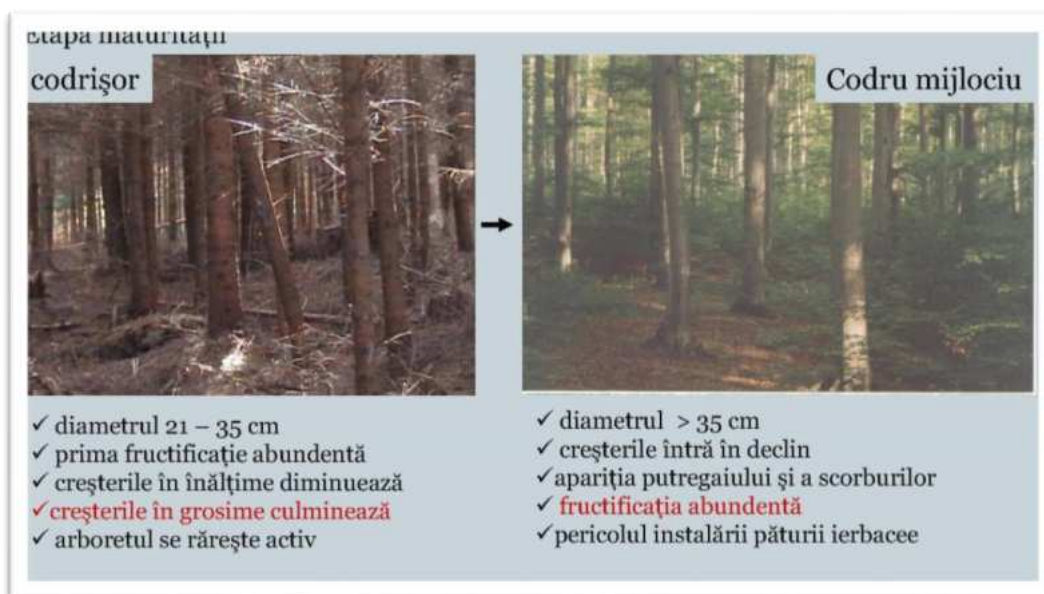 Etapa maturității
codrişor
Codru mijlociu
✓ diametrul 21 – 35 cm
✓ prima fructificaţie abundentă
✓ creşterile în înălţime diminuează
✓ creşterile în grosime culminează
✓ arboretul se răreşte activ
✓ diametrul > 35 cm
✓ creşterile întră în declin
✓ apariţia putregaiului şi a scorburilor
✓ fructificaţia abundentă
✓ pericolul instalării păturii ierbacee